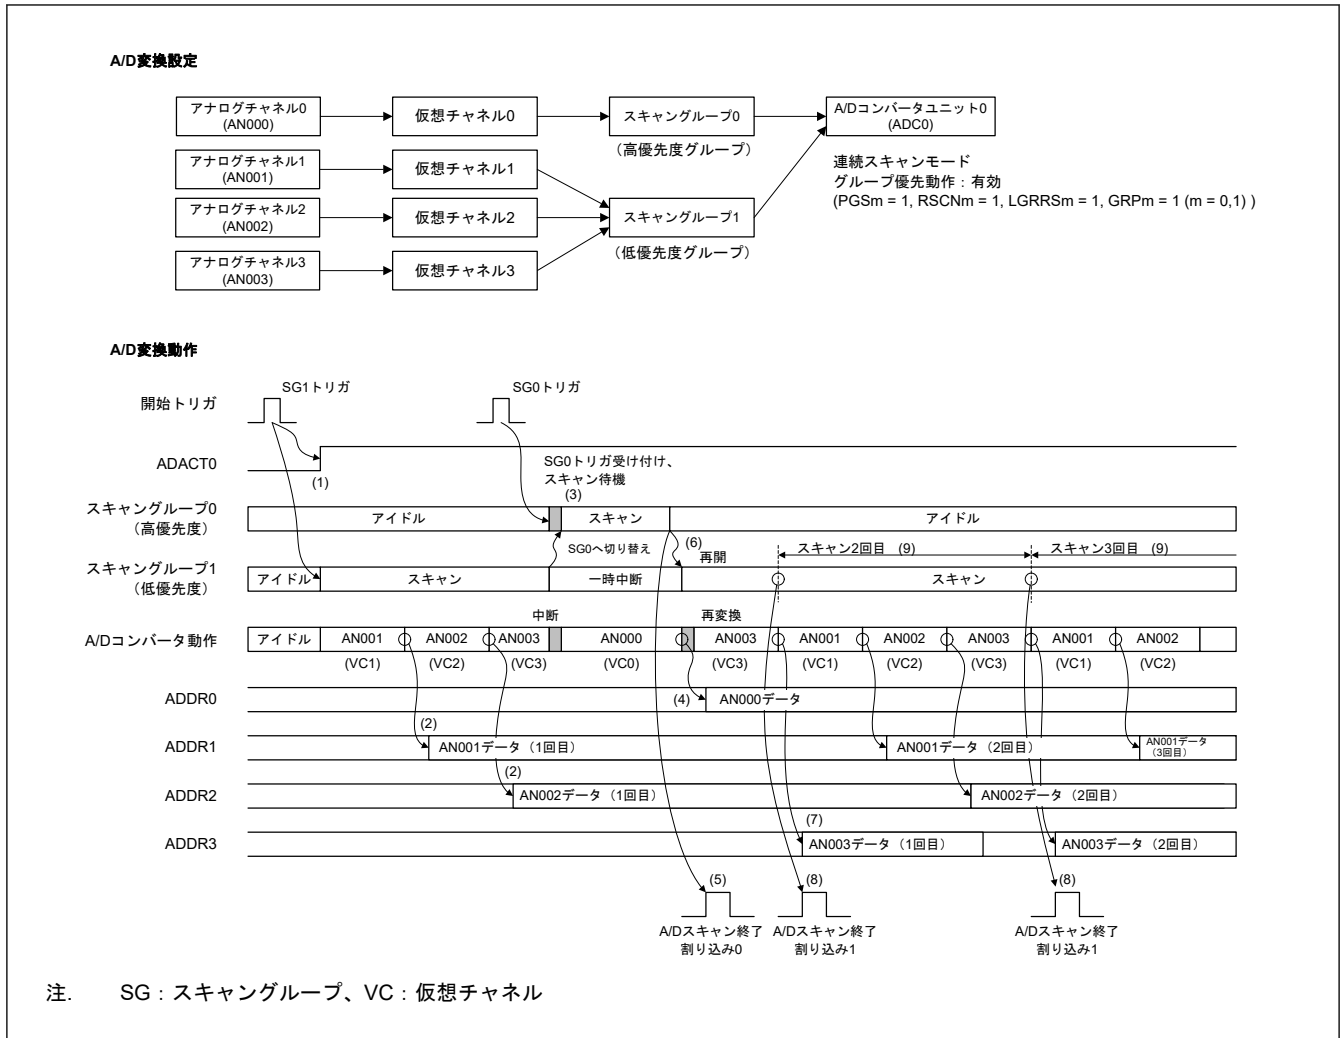 A/D変換設定
アナログチャネル0
(AN000)
仮想チャネル0
スキャングループ0
(高優先度グループ)
A/Dコンバータユニット0
(ADC0)
アナログチャネル1
(AN001)
仮想チャネル1
連続スキャンモード
グループ優先動作：有効
(PGSm = 1, RSCNm = 1, LGRRSm = 1, GRPm = 1 (m = 0,1) )
アナログチャネル2
(AN002)
仮想チャネル2
スキャングループ1
(低優先度グループ)
アナログチャネル3
(AN003)
仮想チャネル3
A/D変換動作
SG1トリガ
SG0トリガ
開始トリガ
ADACT0
(1)
SG0トリガ受け付け、
スキャン待機
(3)
スキャングループ0
(高優先度)
アイドル
スキャン
アイドル
SG0へ切り替え
(6)
再開
スキャン2回目 (9)
スキャン3回目 (9)
スキャングループ1
(低優先度)
アイドル
スキャン
一時中断
スキャン
中断
再変換
A/Dコンバータ動作
アイドル
AN001
AN002
AN003
AN000
AN003
AN001
AN002
AN003
AN001
AN002
(VC1)
(VC2)
(VC3)
(VC0)
(VC3)
(VC1)
(VC2)
(VC3)
(VC1)
(VC2)
ADDR0
(4)
AN000データ
(2)
ADDR1
AN001データ（1回目）
AN001データ（2回目）
AN001データ
(3回目)
(2)
ADDR2
AN002データ（1回目）
AN002データ（2回目）
(7)
ADDR3
AN003データ（1回目）
AN003データ（2回目）
(5)
(8)
(8)
A/Dスキャン終了
割り込み0
A/Dスキャン終了
割り込み1
A/Dスキャン終了
割り込み1
注. SG：スキャングループ、VC：仮想チャネル